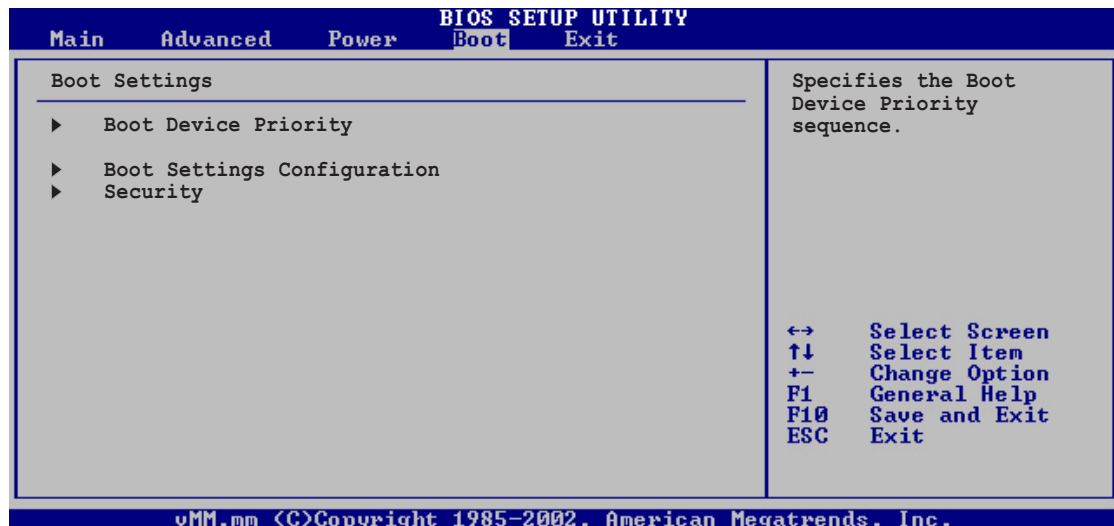 BIOS SETUP UTILITY
Main Advanced Power Boot Exit
Boot Settings
Boot Device Priority
Boot Settings Configuration
Security
Specifies the Boot
Device Priority
sequence.
←→ Select Screen
↑↓ Select Item
+− Change Option
F1 General Help
F10 Save and Exit
ESC Exit
vMM.mm (C)Copyright 1985-2002, American Megatrends, Inc.